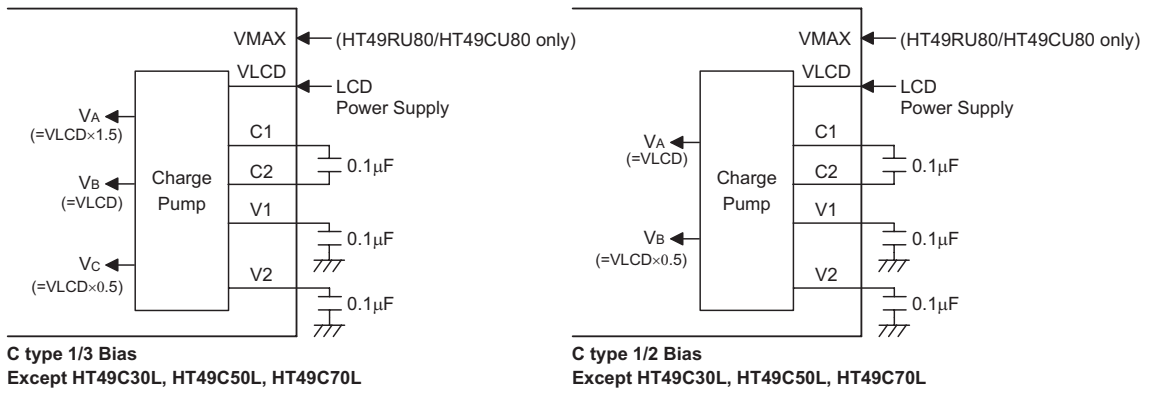 VMAX
(HT49RU80/HT49CU80 only)
VLCD
LCD
Power Supply
VA
(=VLCD×1.5)
C1
0.1μF
C2
VB
(=VLCD)
Charge
Pump
V1
0.1μF
VC
(=VLCD×0.5)
V2
0.1μF
C type 1/3 Bias
Except HT49C30L, HT49C50L, HT49C70L
VMAX
(HT49RU80/HT49CU80 only)
VLCD
LCD
Power Supply
C1
VA
(=VLCD)
0.1μF
C2
Charge
Pump
V1
VB
(=VLCD×0.5)
0.1μF
V2
0.1μF
C type 1/2 Bias
Except HT49C30L, HT49C50L, HT49C70L